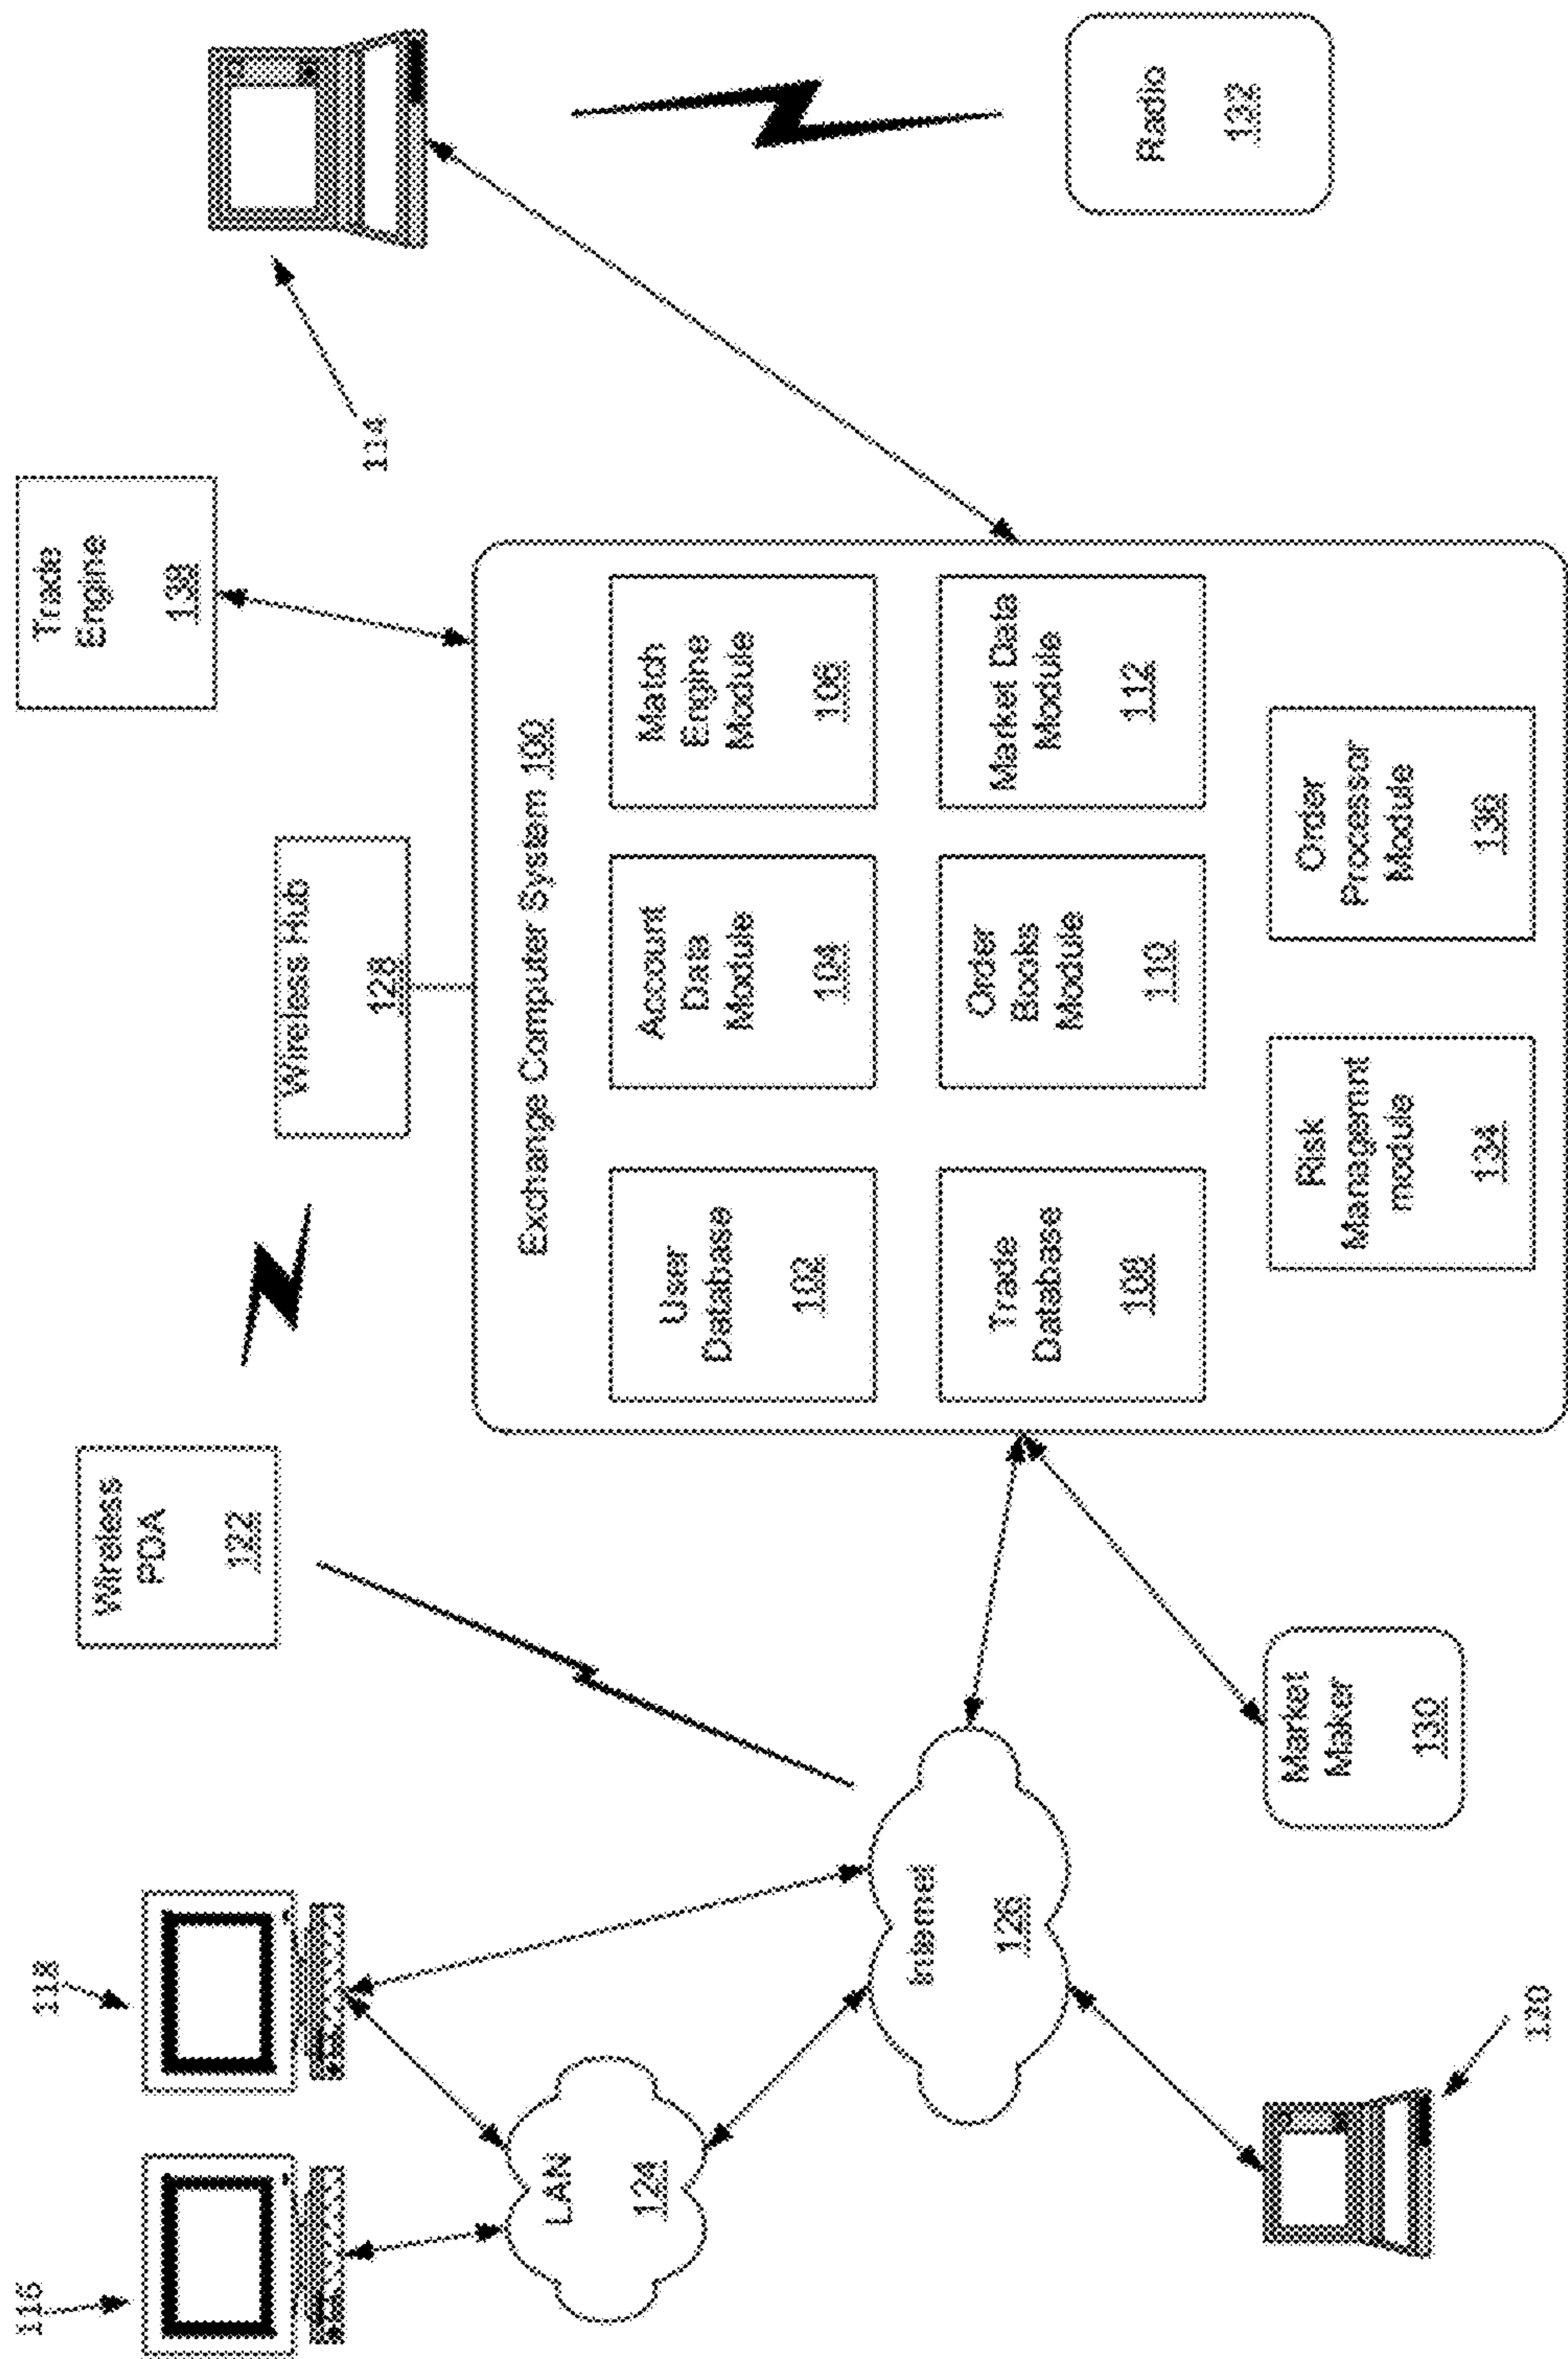 116
118
Wireless
PDA
122
Trade
Engine
138
Wireless Hub
128
114
Exchange Computer System 100
LAN
124
User
Database
102
Account
Data
Module
104
Match
Engine
Module
106
Internet
126
Trade
Database
108
Order
Books
Module
110
Market Data
Module
112
Radio
132
Market
Maker
130
Risk
Managemnt
module
134
Order
Processor
Module
136
120